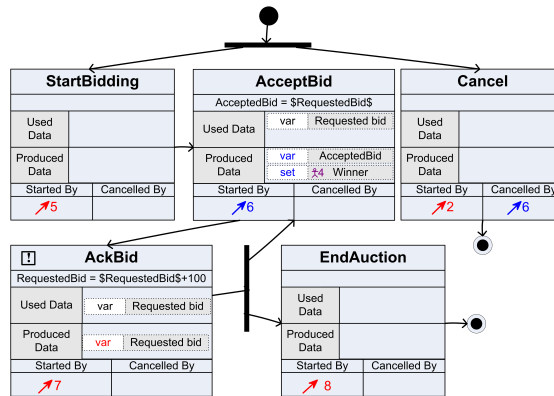 StartBidding
Used
Data
Produced
Data
Started By
Cancelled By
5
AcceptBid
AcceptedBid = $RequestedBid$
Used Data
var
Requested bid
Produced
Data
var
AcceptedBid
set
4
Winner
Started By
Cancelled By
6
Cancel
Used
Data
Produced
Data
Started By
Cancelled By
2
6
!
AckBid
RequestedBid = $RequestedBid$+100
Used Data
var
Requested bid
Produced
Data
var
Requested bid
Started By
Cancelled By
7
EndAuction
Used
Data
Produced
Data
Started By
Cancelled By
8